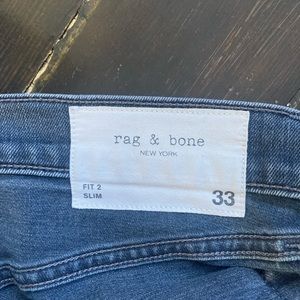 rag & bone
NEW YORK
FIT 2
SLIM
33